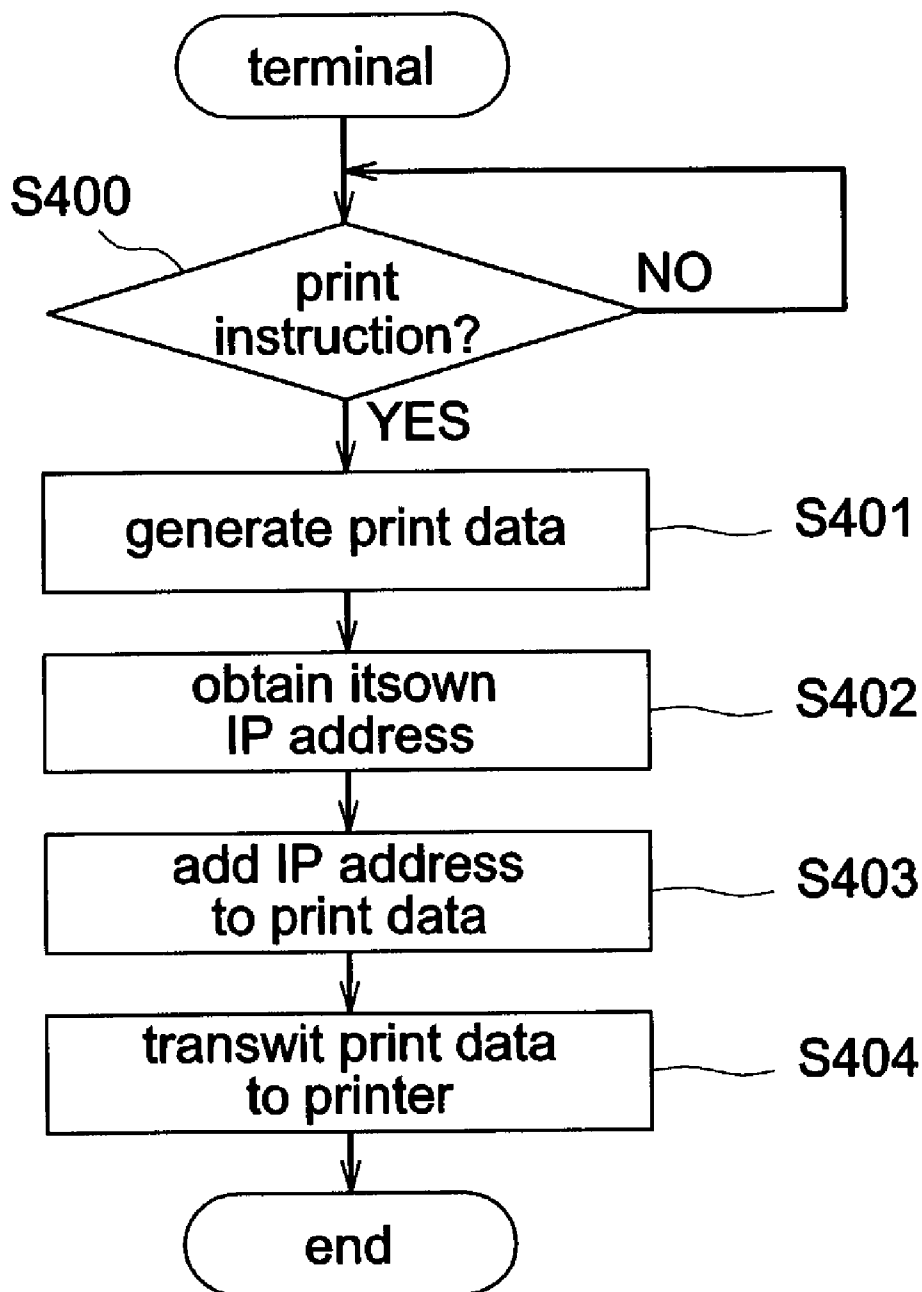 terminal
S400
print
instruction?
NO
YES
generate print data
S401
obtain itsown
IP address
S402
add IP address
to print data
S403
transwit print data
to printer
S404
end